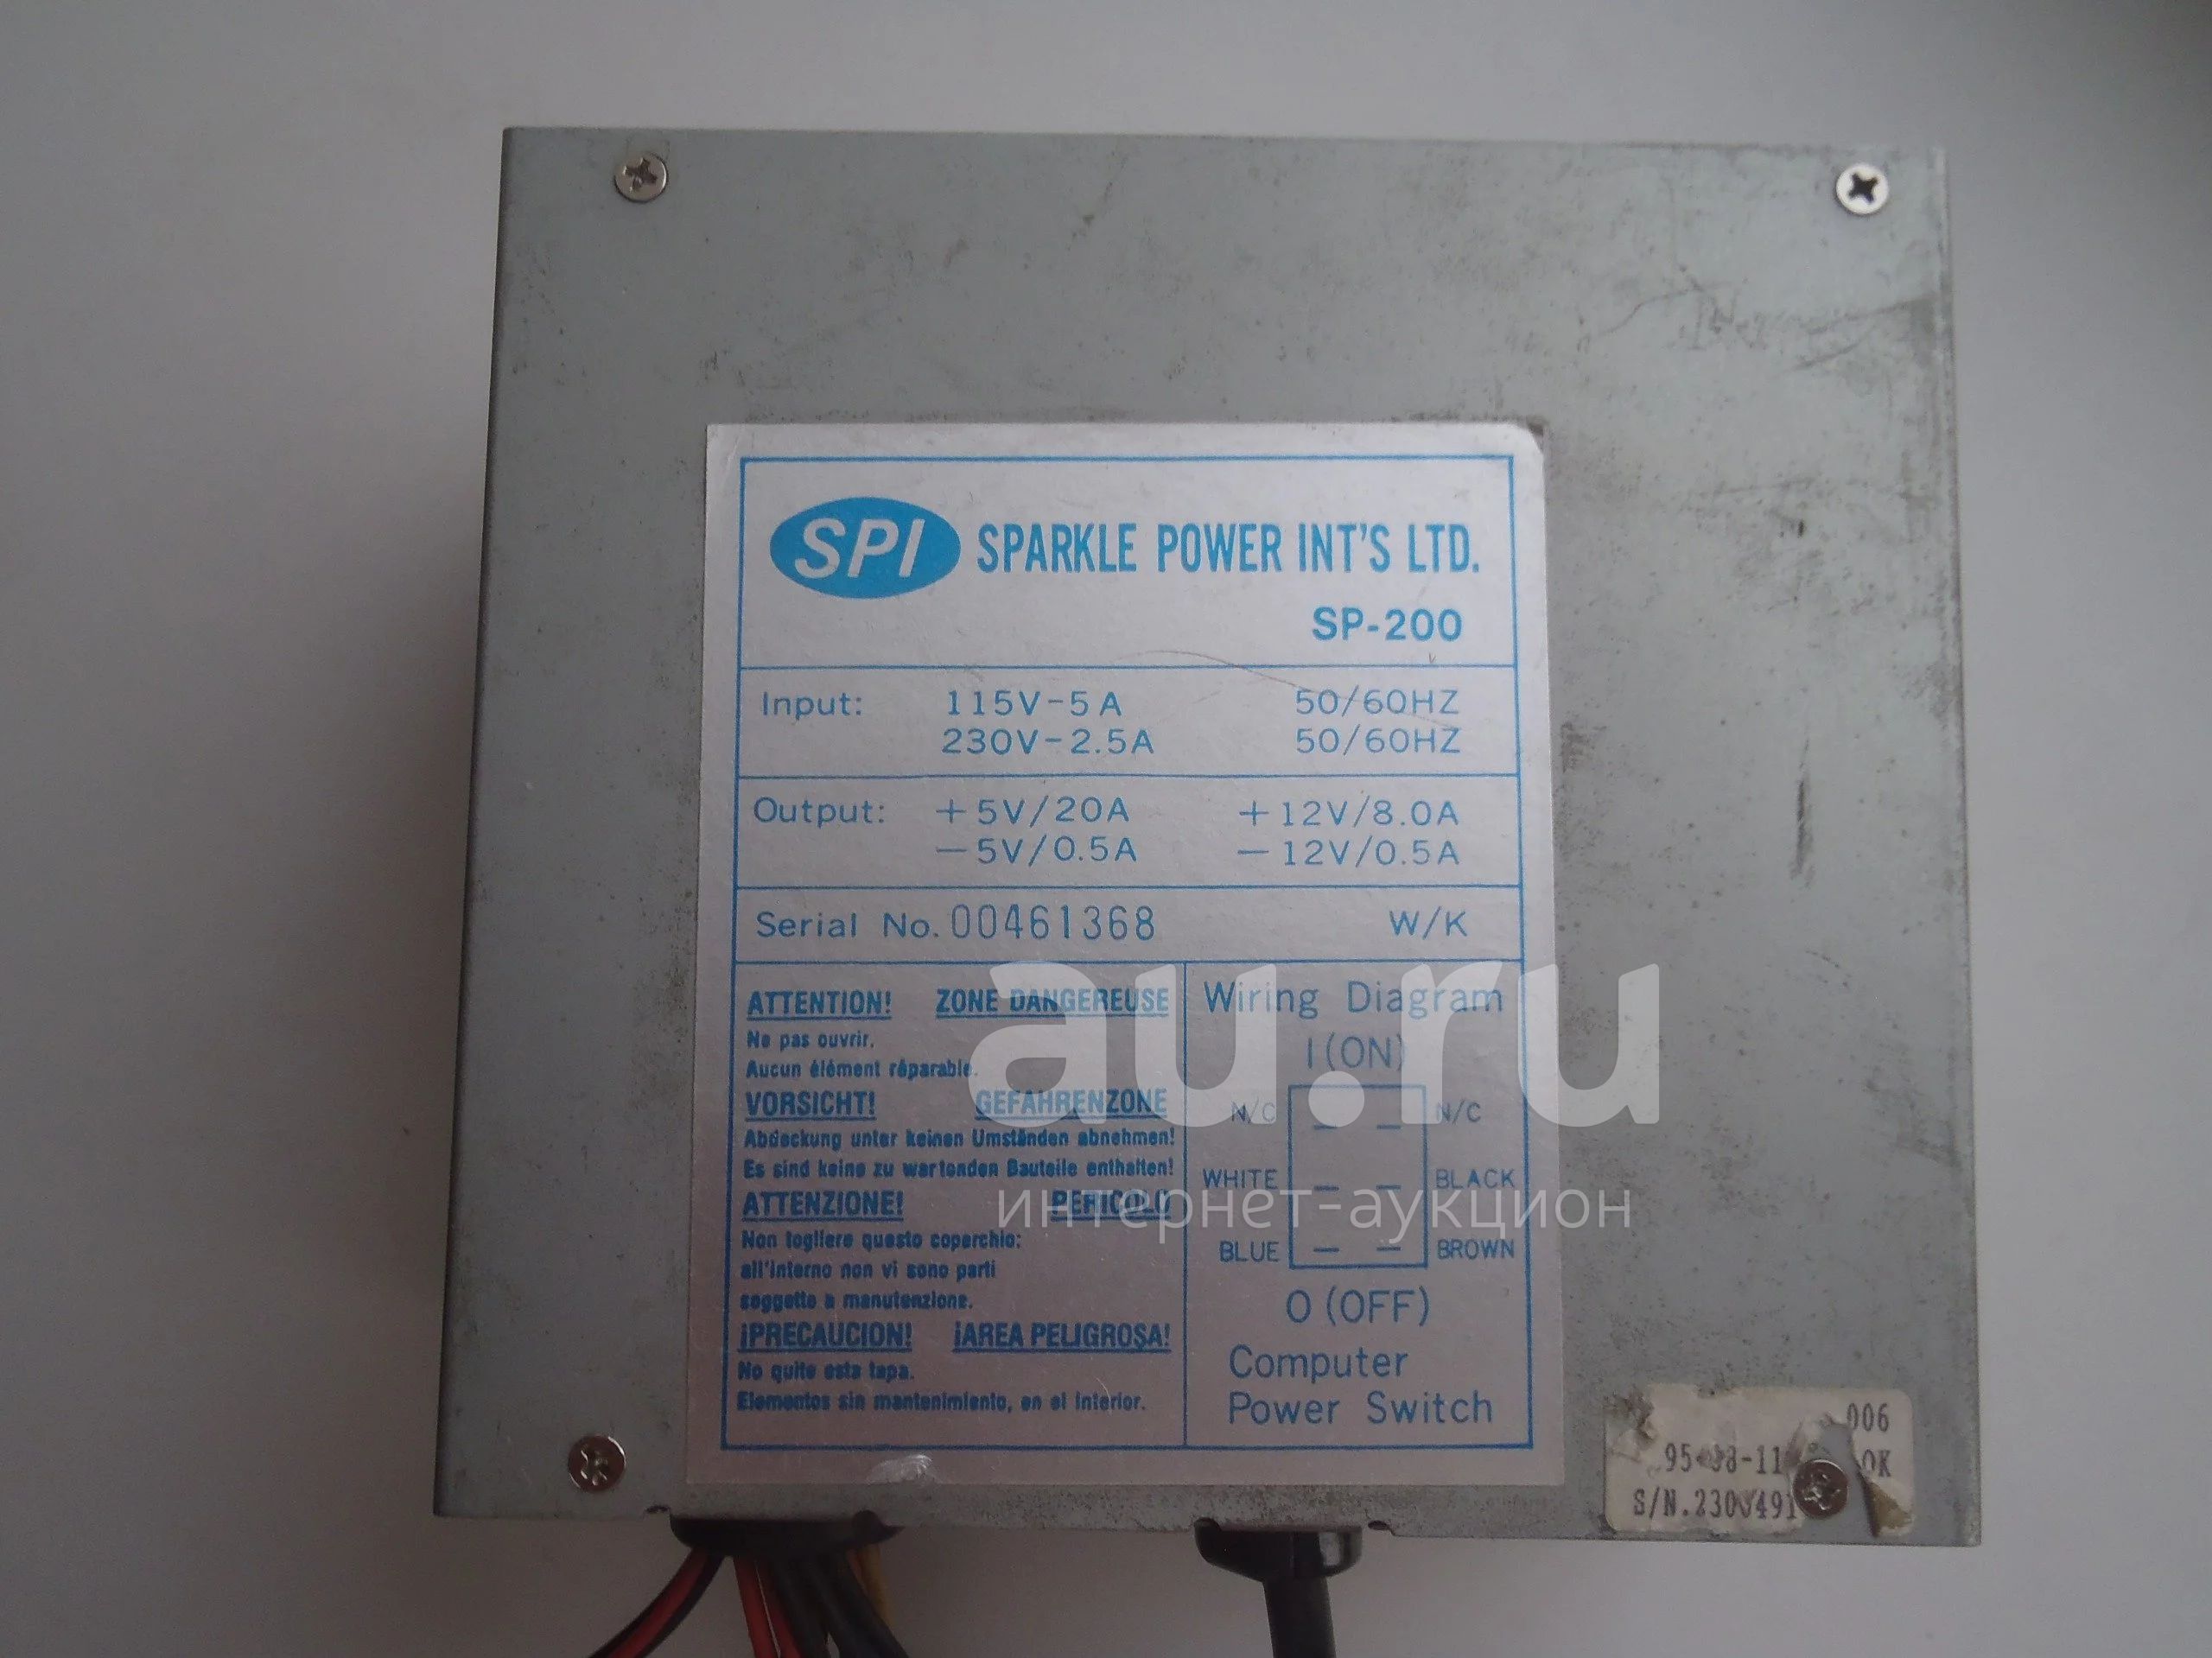 SPI SPARKLE POWER INT'S LTD.
SP-200
Input: 115V-5A 50/60HZ
230V-2.5A 50/60HZ
Output: +5V/20A +12V/8.0A
-5V/0.5A -12V/0.5A
Serial No. 00461368 W/K
ATTENTION! ZONE DANGEREUSE
Ne pas ouvrir.
Aucun élément réparable.
VORSICHT! GEFAHRENZONE
Abdeckung unter keinen Umständen abnehmen!
Es sind keine zu wartenden Bauteile enthalten!
ATTENZIONE! PERICOLO
Non togliere questo coperchio:
all'interno non vi sono parti
soggette a manutenzione.
¡PRECAUCION! ¡AREA PELIGROSA!
No quite esta tapa.
Elementos sin mantenimiento, en el interior.
Wiring Diagram
I (ON)
N/C N/C
WHITE BLACK
BLUE BROWN
O (OFF)
Computer
Power Switch
au.ru
интернет-аукцион
006
OK
S/N.